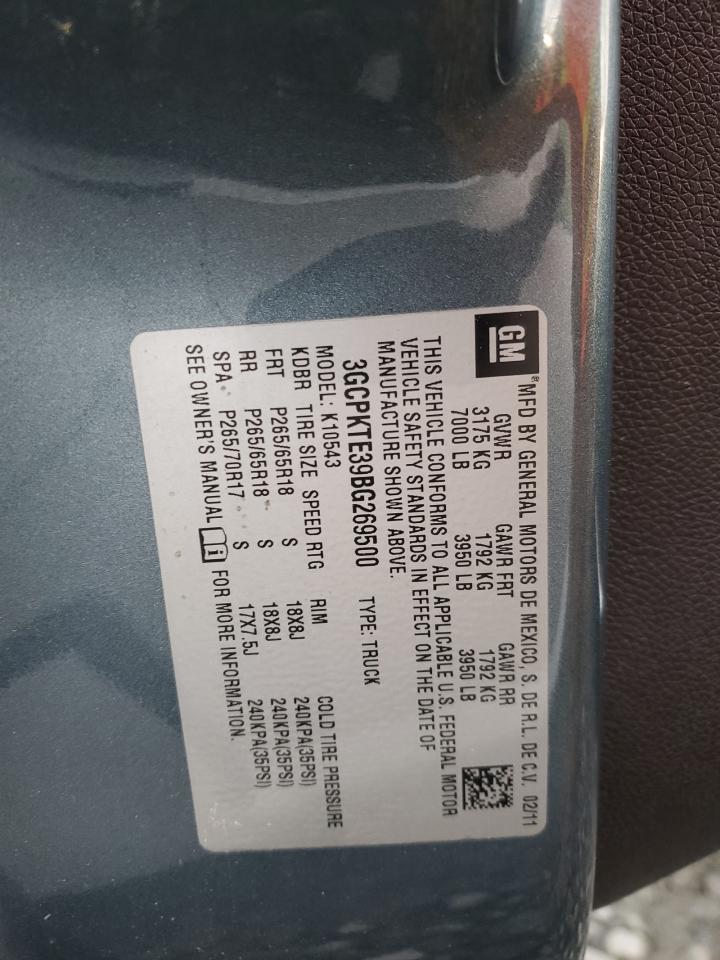 GM
® MFD BY GENERAL MOTORS DE MEXICO, S. DE R.L. DE C.V. 02/11
GVWR GAWR FRT GAWR RR
3175 KG 1792 KG 1792 KG
7000 LB 3950 LB 3950 LB
THIS VEHICLE CONFORMS TO ALL APPLICABLE U.S. FEDERAL MOTOR
VEHICLE SAFETY STANDARDS IN EFFECT ON THE DATE OF
MANUFACTURE SHOWN ABOVE.
3GCPKTE39BG269500 TYPE: TRUCK
MODEL: K10543
KDBR TIRE SIZE SPEED RTG RIM COLD TIRE PRESSURE
FRT P265/65R18 S 18X8J 240KPA(35PSI)
RR P265/65R18 S 18X8J 240KPA(35PSI)
SPA P265/70R17 S 17X7.5J 240KPA(35PSI)
SEE OWNER'S MANUAL i FOR MORE INFORMATION.